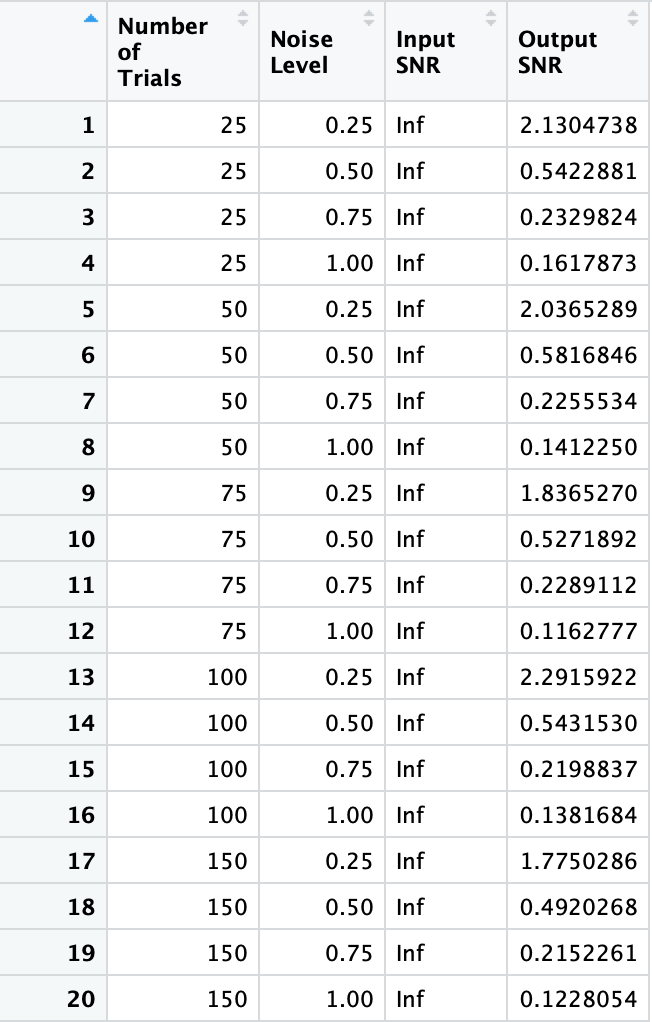 Number of Trials Noise Level Input SNR Output SNR
1 25 0.25 Inf 2.1304738
2 25 0.50 Inf 0.5422881
3 25 0.75 Inf 0.2329824
4 25 1.00 Inf 0.1617873
5 50 0.25 Inf 2.0365289
6 50 0.50 Inf 0.5816846
7 50 0.75 Inf 0.2255534
8 50 1.00 Inf 0.1412250
9 75 0.25 Inf 1.8365270
10 75 0.50 Inf 0.5271892
11 75 0.75 Inf 0.2289112
12 75 1.00 Inf 0.1162777
13 100 0.25 Inf 2.2915922
14 100 0.50 Inf 0.5431530
15 100 0.75 Inf 0.2198837
16 100 1.00 Inf 0.1381684
17 150 0.25 Inf 1.7750286
18 150 0.50 Inf 0.4920268
19 150 0.75 Inf 0.2152261
20 150 1.00 Inf 0.1228054